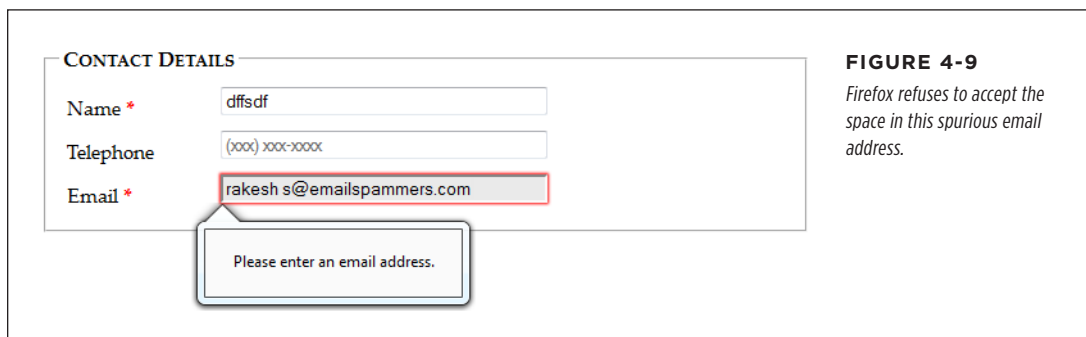 CONTACT DETAILS
Name *
dffsdf
Telephone
(xxx) xxx-xxxx
Email *
rakesh s@emailspammers.com
Please enter an email address.
FIGURE 4-9
Firefox refuses to accept the
space in this spurious email
address.